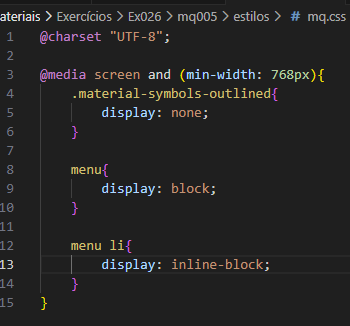 ateriais > Exercícios > Ex026 > mq005 > estilos > # mq.css
1 @charset "UTF-8";
2
3 @media screen and (min-width: 768px){
4 .material-symbols-outlined{
5 display: none;
6 }
7
8 menu{
9 display: block;
10 }
11
12 menu li{
13 display: inline-block;
14 }
15 }